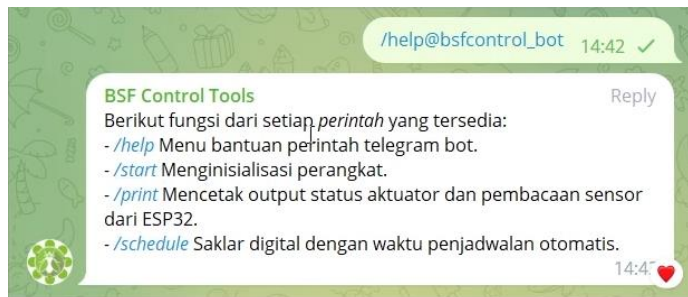 /help@bsfcontrol_bot 14:42
BSF Control Tools Reply
Berikut fungsi dari setiap perintah yang tersedia:
- /help Menu bantuan perintah telegram bot.
- /start Menginisialisasi perangkat.
- /print Mencetak output status aktuator dan pembacaan sensor
dari ESP32.
- /schedule Saklar digital dengan waktu penjadwalan otomatis.